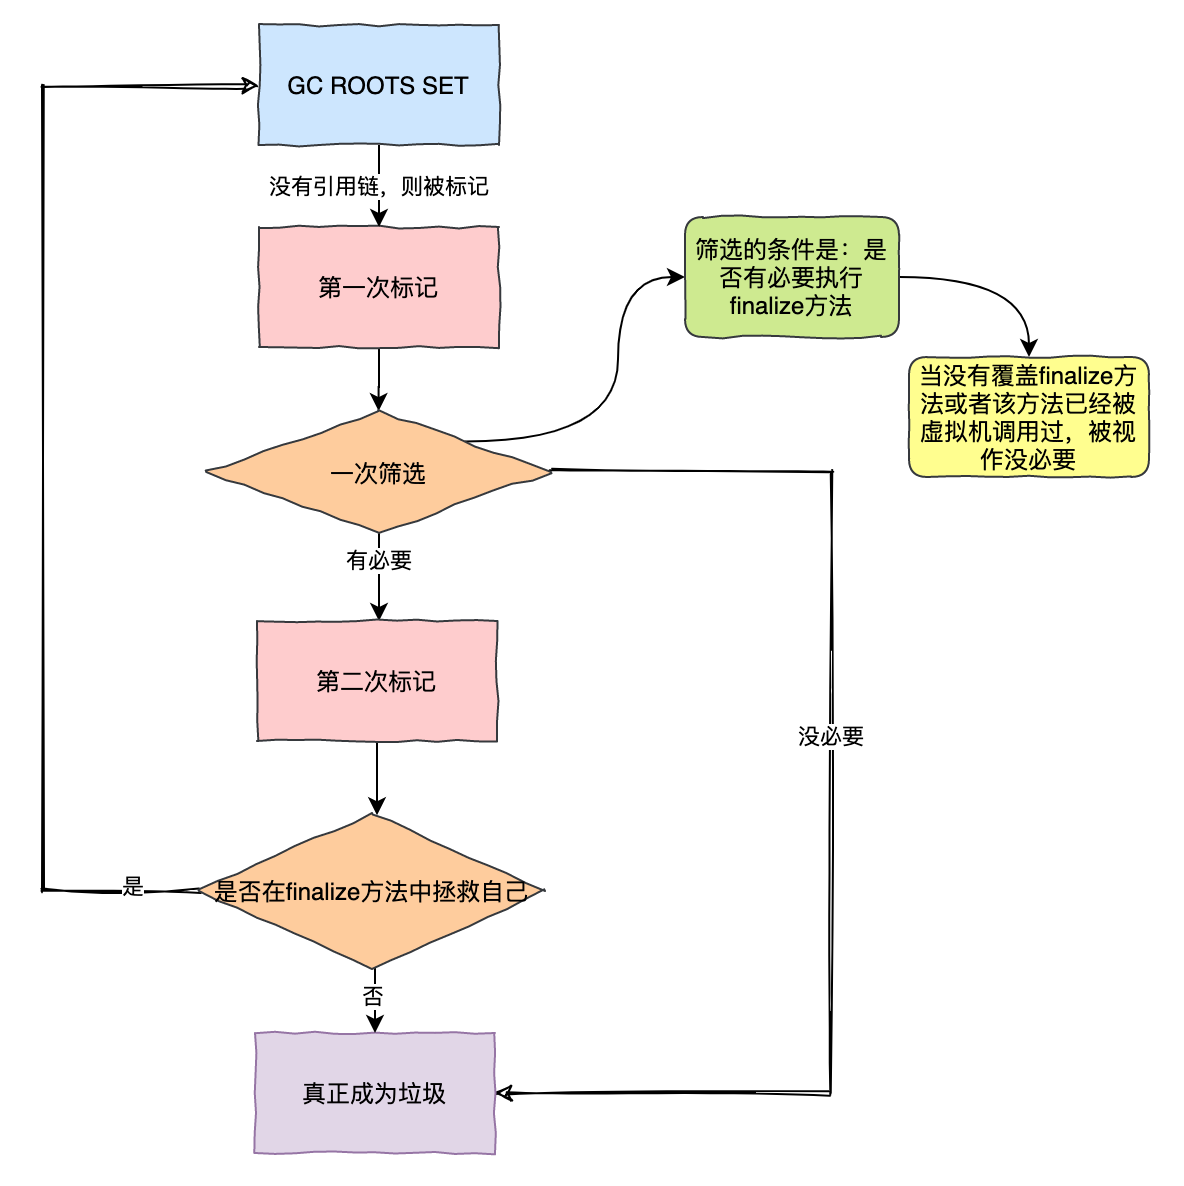 GC ROOTS SET
没有引用链，则被标记
第一次标记
筛选的条件是：是
否有必要执行
finalize方法
当没有覆盖finalize方
法或者该方法已经被
虚拟机调用过，被视
作没必要
一次筛选
有必要
第二次标记
没必要
是否在finalize方法中拯救自己
是
否
真正成为垃圾